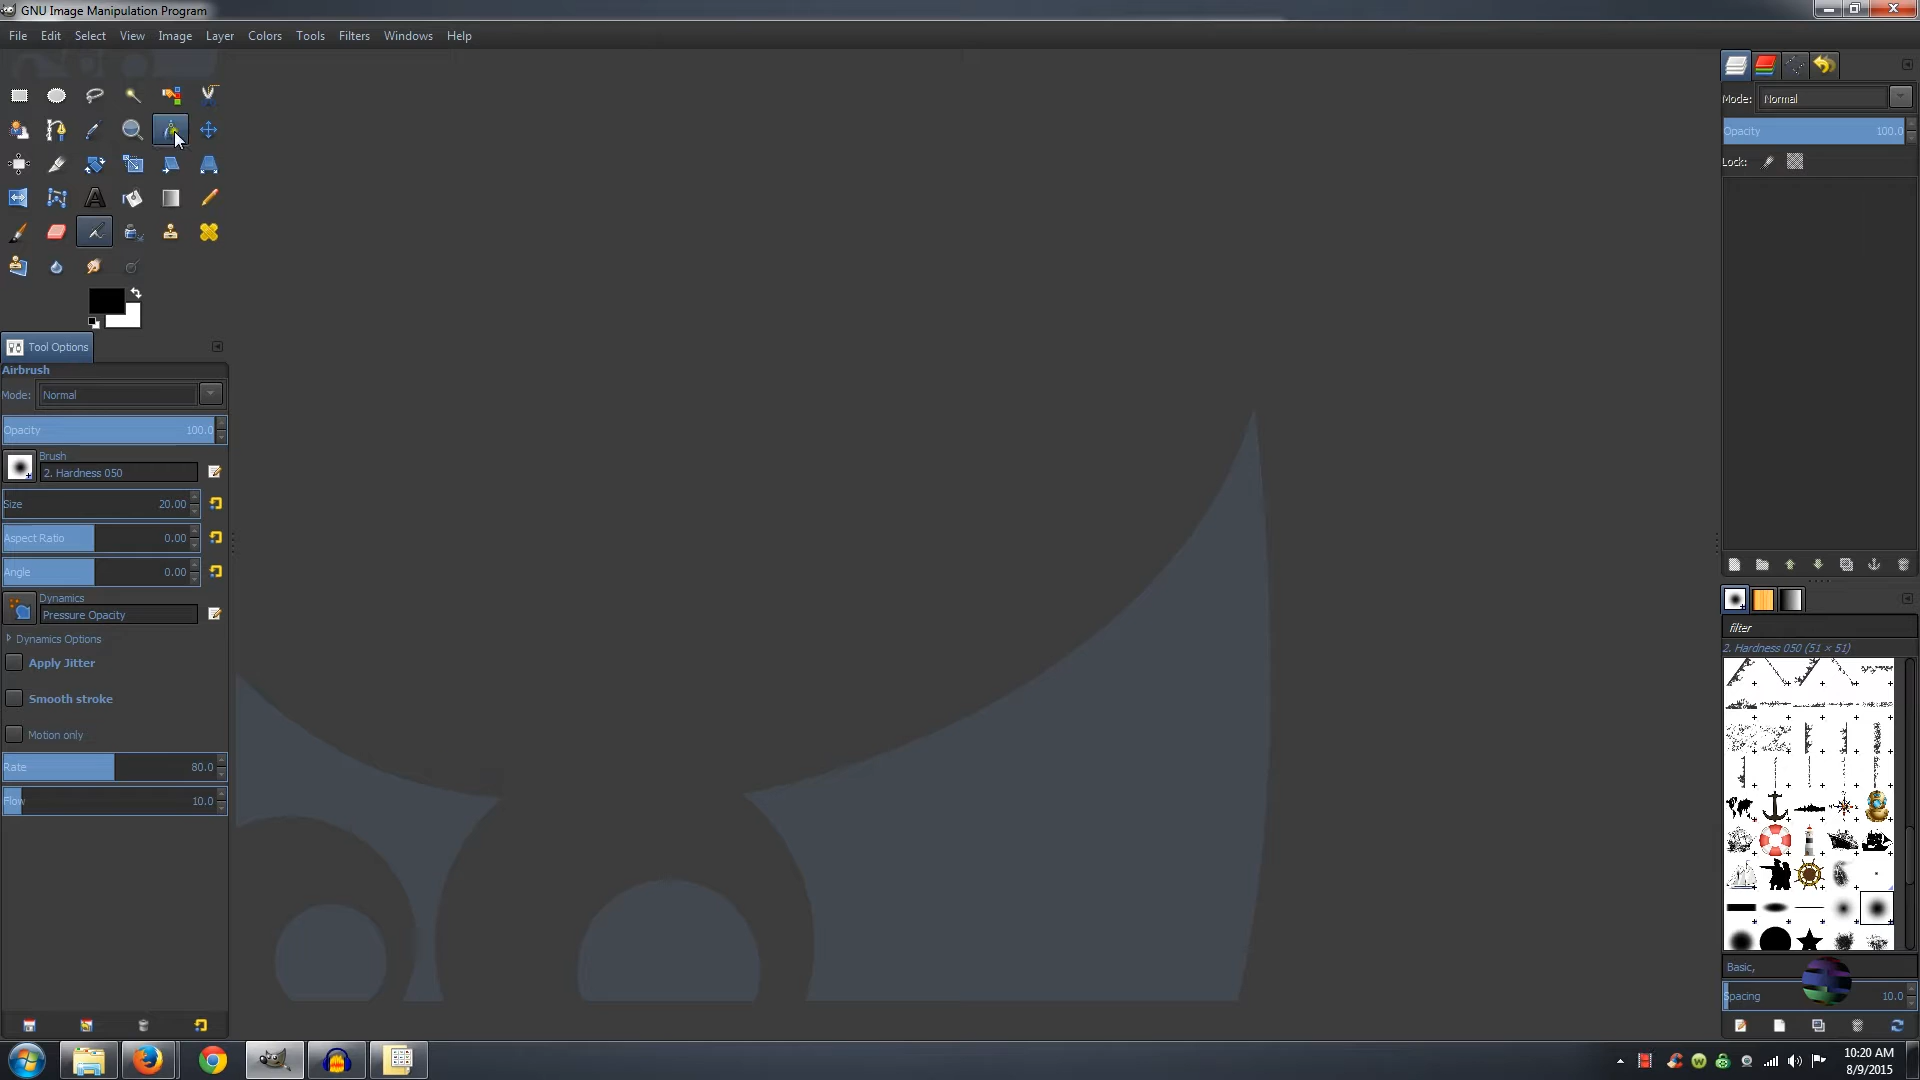 GNU Image Manipulation Program
File Edit Select View Image Layer Colors Tools Filters Windows Help
Mode: Normal
Opacity 100.0
Lock:
Tool Options
Airbrush
Mode: Normal
Opacity 100.0
Brush
2. Hardness 050
Size 20.00
Aspect Ratio 0.00
Angle 0.00
Dynamics
Pressure Opacity
Dynamics Options
Apply Jitter
Smooth stroke
Motion only
Rate 80.0
Flow 10.0
filter
2. Hardness 050 (51 × 51)
Basic,
Spacing 10.0
10:20 AM
8/9/2015